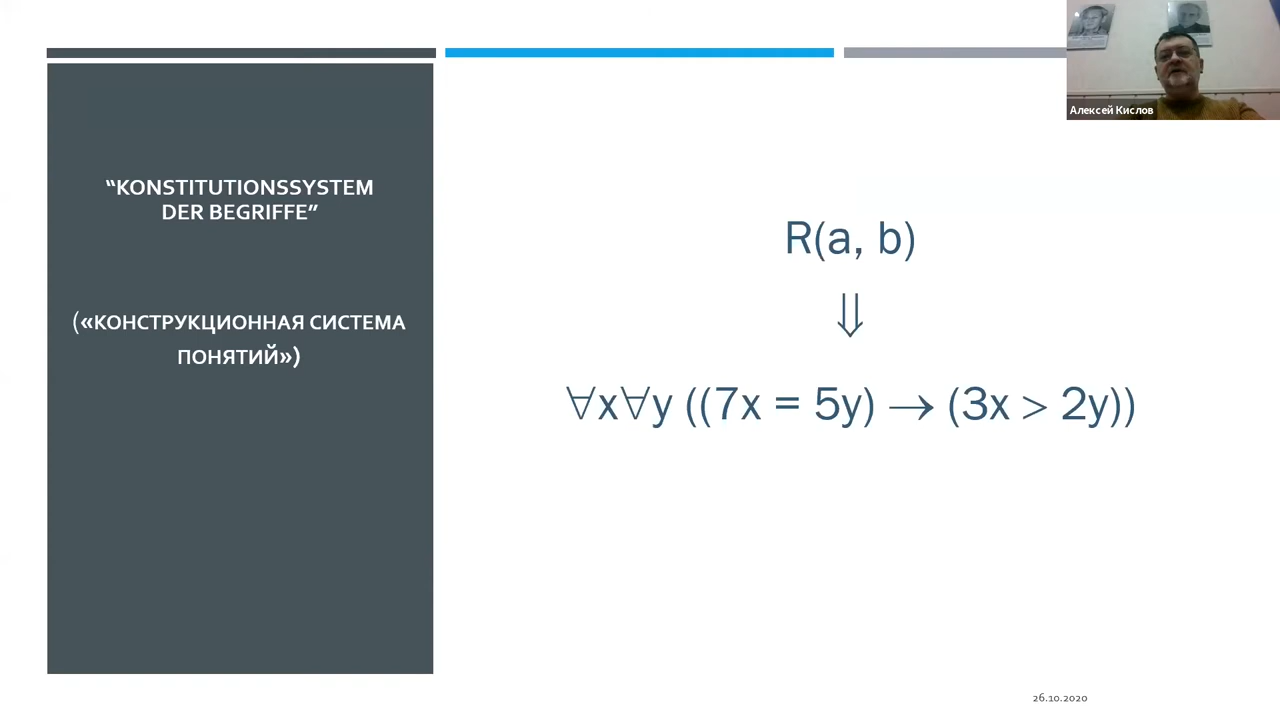 “KONSTITUTIONSSYSTEM
DER BEGRIFFE”
(«КОНСТРУКЦИОННАЯ СИСТЕМА
ПОНЯТИЙ»)
R(a, b)
⇓
∀x∀y ((7x = 5y) → (3x > 2y))
Алексей Кислов
26.10.2020